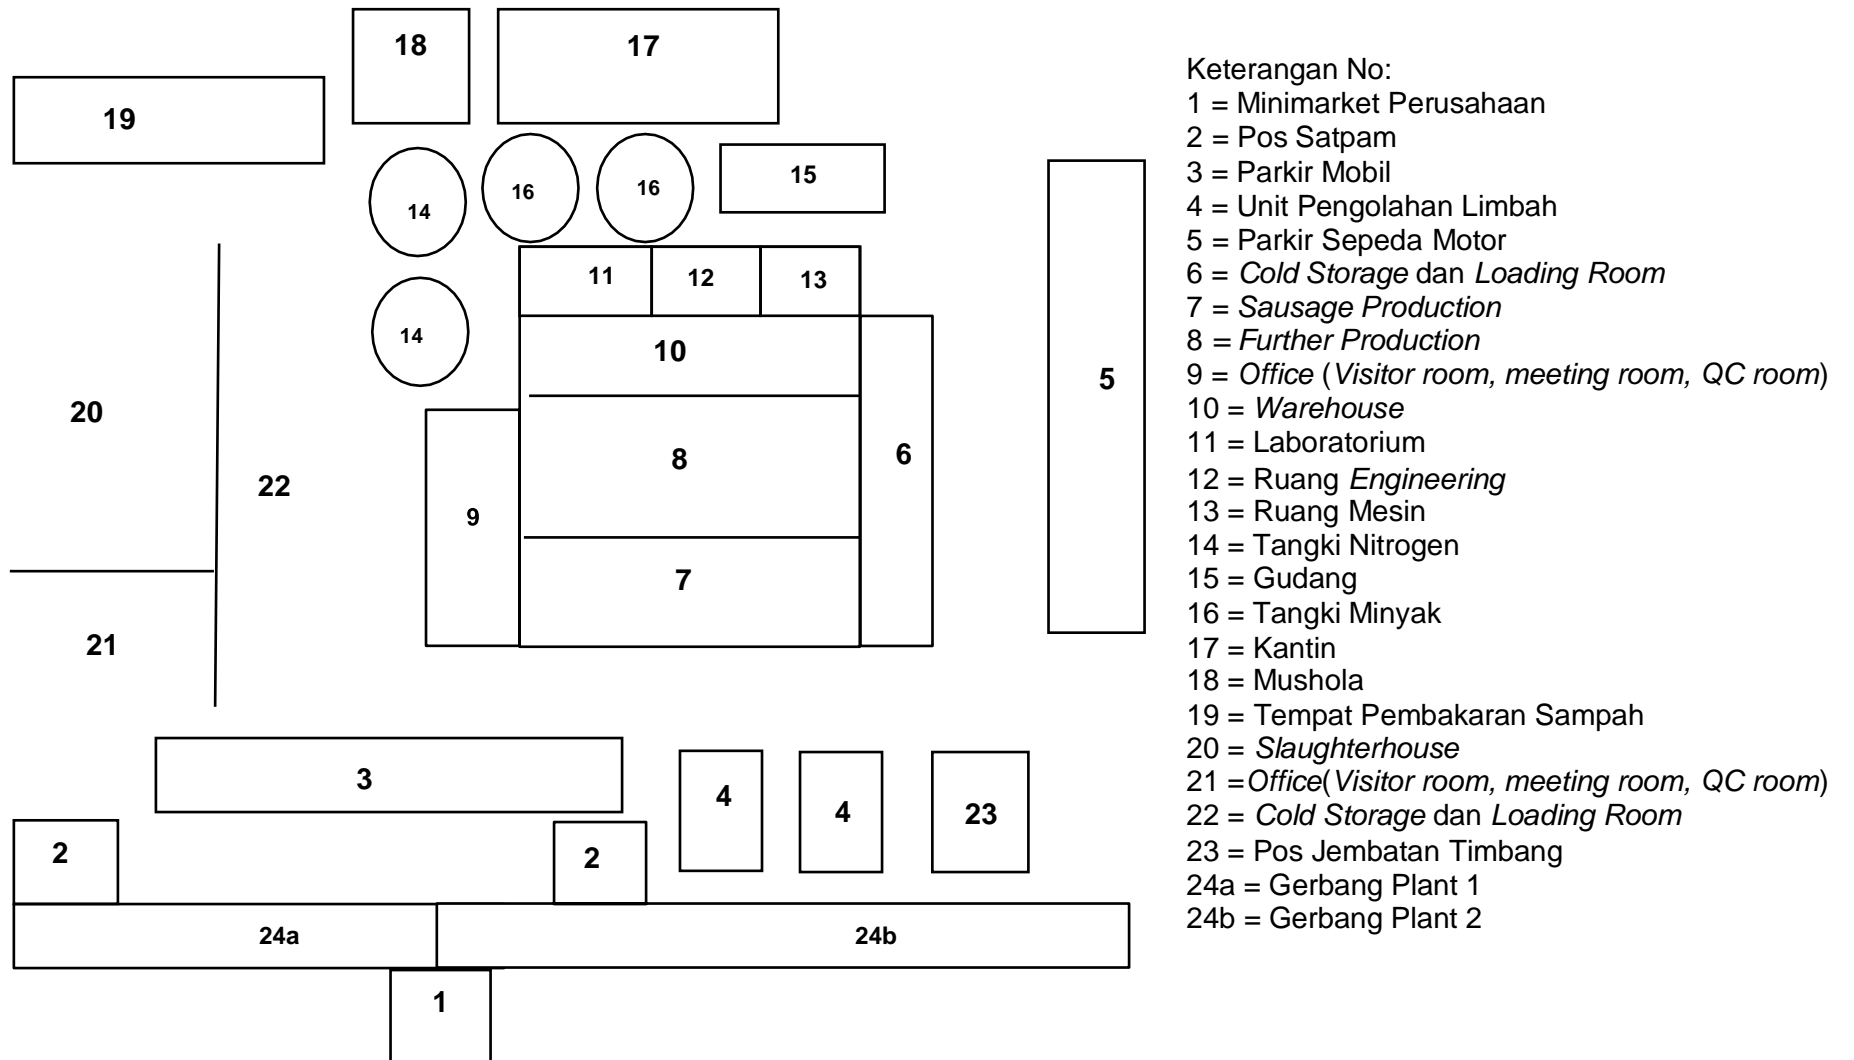 18
17
19
15
14
16
16
11
12
13
14
10
5
20
8
6
22
9
7
21
3
4
4
23
2
2
24a
24b
1
Keterangan No:
1 = Minimarket Perusahaan
2 = Pos Satpam
3 = Parkir Mobil
4 = Unit Pengolahan Limbah
5 = Parkir Sepeda Motor
6 = Cold Storage dan Loading Room
7 = Sausage Production
8 = Further Production
9 = Office (Visitor room, meeting room, QC room)
10 = Warehouse
11 = Laboratorium
12 = Ruang Engineering
13 = Ruang Mesin
14 = Tangki Nitrogen
15 = Gudang
16 = Tangki Minyak
17 = Kantin
18 = Mushola
19 = Tempat Pembakaran Sampah
20 = Slaughterhouse
21 =Office(Visitor room, meeting room, QC room)
22 = Cold Storage dan Loading Room
23 = Pos Jembatan Timbang
24a = Gerbang Plant 1
24b = Gerbang Plant 2